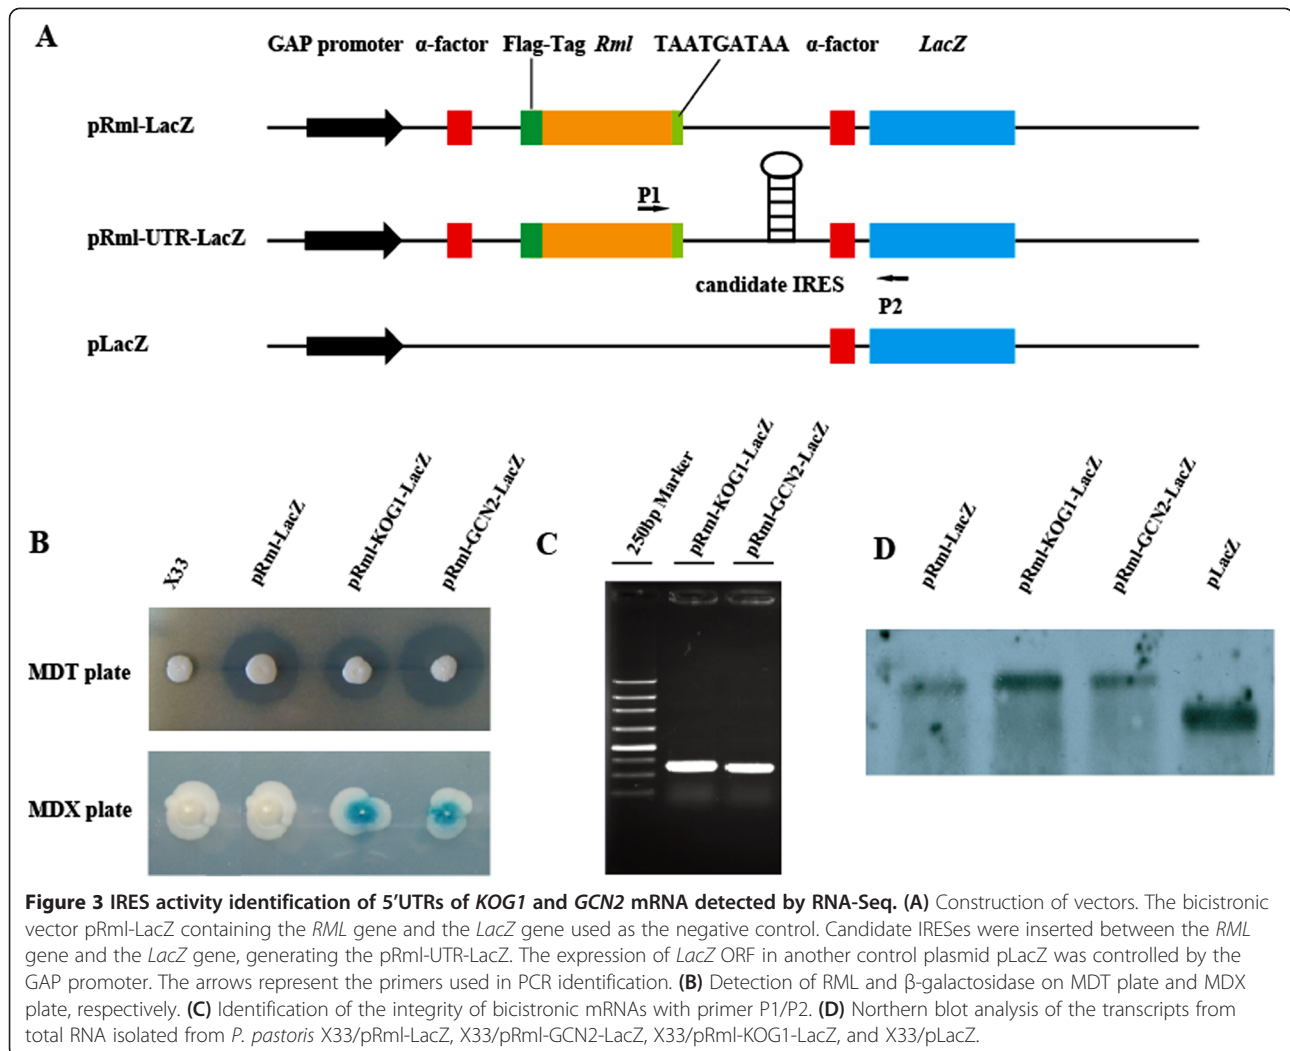 A
GAP promoter α-factor Flag-Tag Rml TAATGATAA α-factor LacZ
pRml-LacZ
P1
pRml-UTR-LacZ
candidate IRES
P2
pLacZ
B
X33
pRml-LacZ
pRml-KOG1-LacZ
pRml-GCN2-LacZ
MDT plate
MDX plate
C
250bp Marker
pRml-KOG1-LacZ
pRml-GCN2-LacZ
D
pRml-LacZ
pRml-KOG1-LacZ
pRml-GCN2-LacZ
pLacZ
Figure 3 IRES activity identification of 5'UTRs of KOG1 and GCN2 mRNA detected by RNA-Seq. (A) Construction of vectors. The bicistronic
vector pRml-LacZ containing the RML gene and the LacZ gene used as the negative control. Candidate IRESes were inserted between the RML
gene and the LacZ gene, generating the pRml-UTR-LacZ. The expression of LacZ ORF in another control plasmid pLacZ was controlled by the
GAP promoter. The arrows represent the primers used in PCR identification. (B) Detection of RML and β-galactosidase on MDT plate and MDX
plate, respectively. (C) Identification of the integrity of bicistronic mRNAs with primer P1/P2. (D) Northern blot analysis of the transcripts from
total RNA isolated from P. pastoris X33/pRml-LacZ, X33/pRml-GCN2-LacZ, X33/pRml-KOG1-LacZ, and X33/pLacZ.